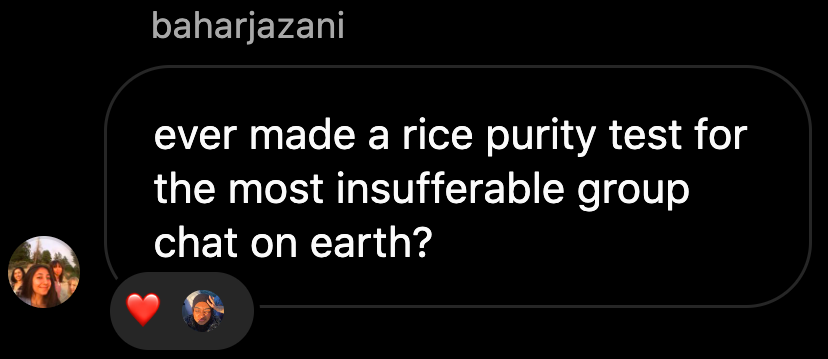 baharjazani
ever made a rice purity test for
the most insufferable group
chat on earth?